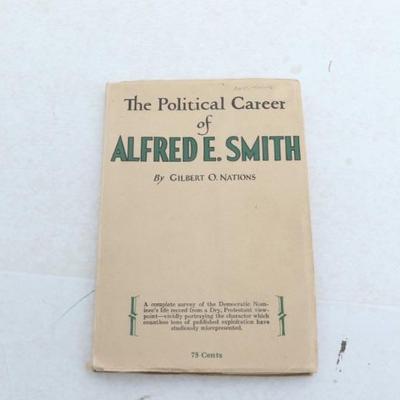 The Political Career
of
ALFRED E. SMITH
By GILBERT O. NATIONS
A complete survey of the Democratic Nom-
inee's life record from a Dry, Protestant view-
point—vividly portraying the character which
countless tons of published exploitation have
studiously misrepresented.
75 Cents